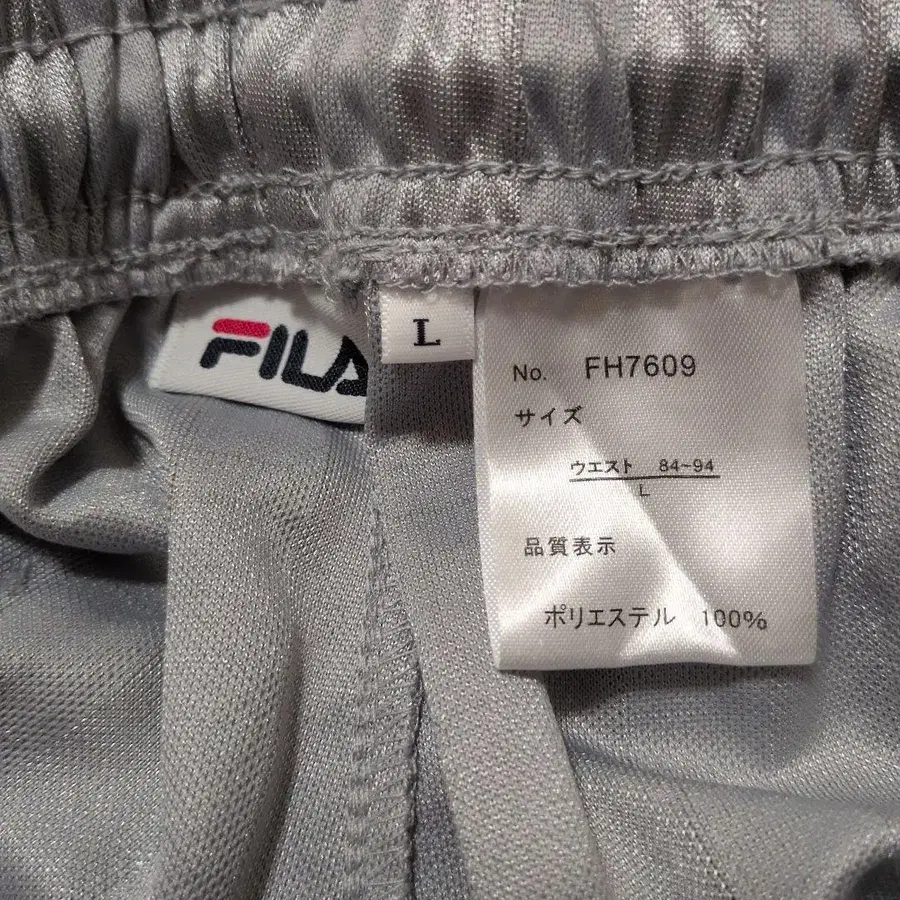 FILA
L
No. FH7609
サイズ
ウエスト 84~94
L
品質表示
ポリエステル 100%